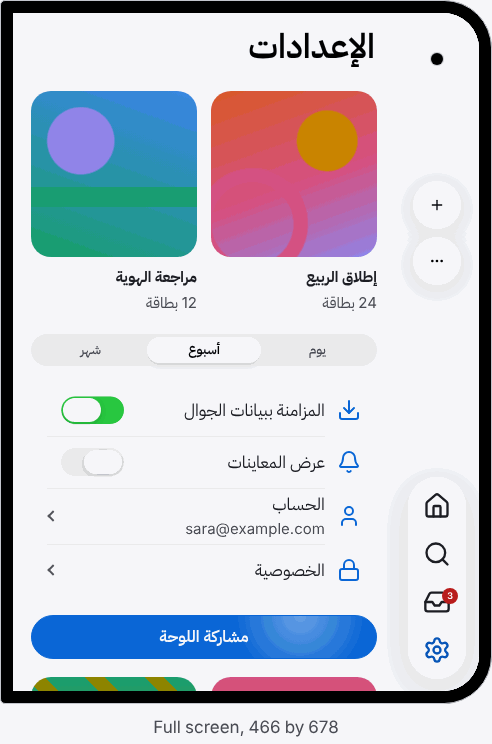 الإعدادات
إطلاق الربيع
24 بطاقة
مراجعة الهوية
12 بطاقة
يوم
أسبوع
شهر
المزامنة ببيانات الجوال
عرض المعاينات
الحساب
sara@example.com
الخصوصية
مشاركة اللوحة
3
Full screen, 466 by 678